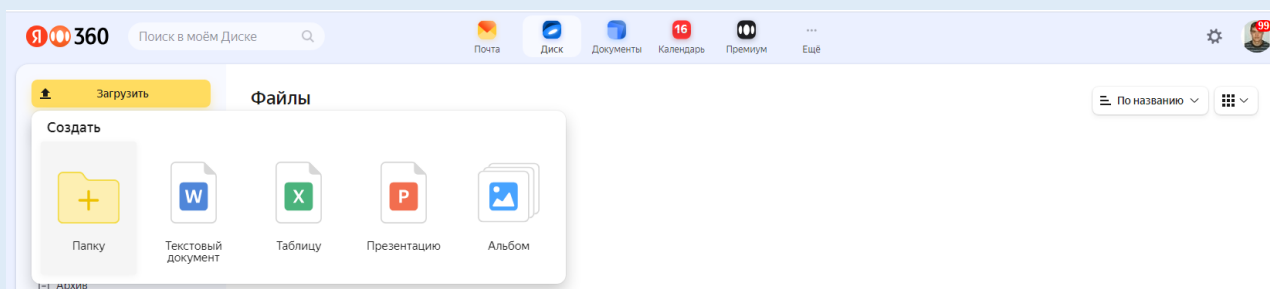 Я 360
Поиск в моём Диске
Почта
Диск
Документы
16
Календарь
Премиум
Ещё
99
Загрузить
Файлы
По названию
Создать
W
X
P
Папку
Текстовый
документ
Таблицу
Презентацию
Альбом
Архив